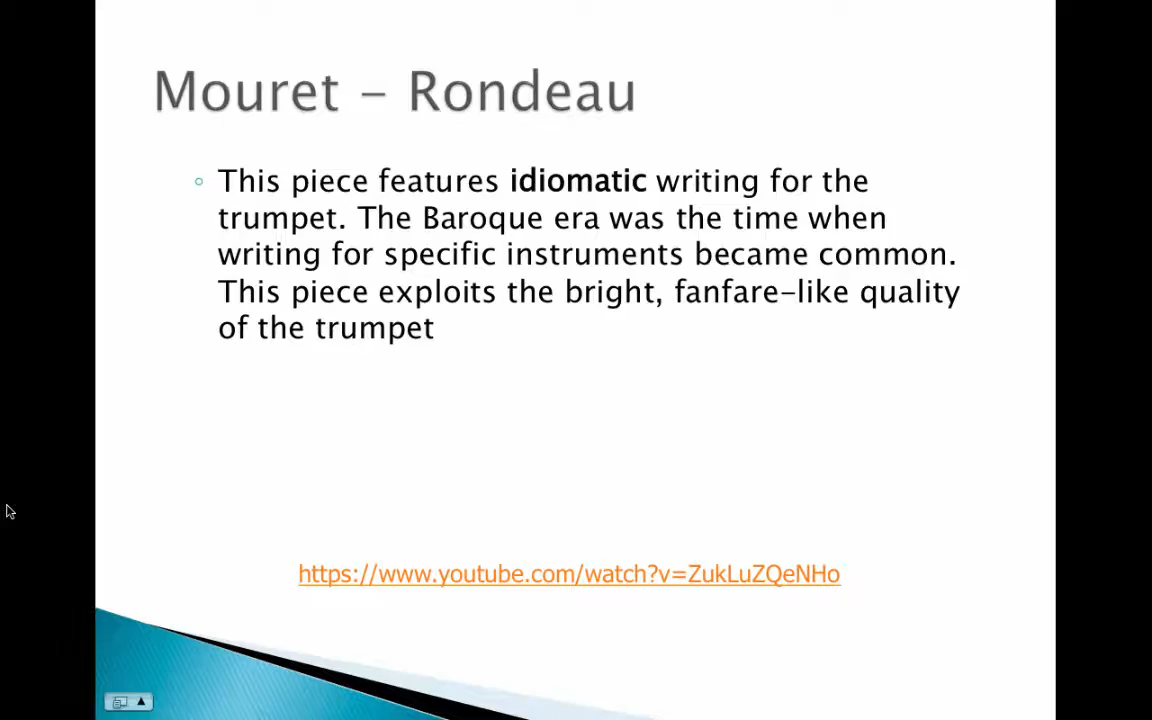 Mouret - Rondeau
This piece features idiomatic writing for the
trumpet. The Baroque era was the time when
writing for specific instruments became common.
This piece exploits the bright, fanfare-like quality
of the trumpet
https://www.youtube.com/watch?v=ZukLuZQeNHo